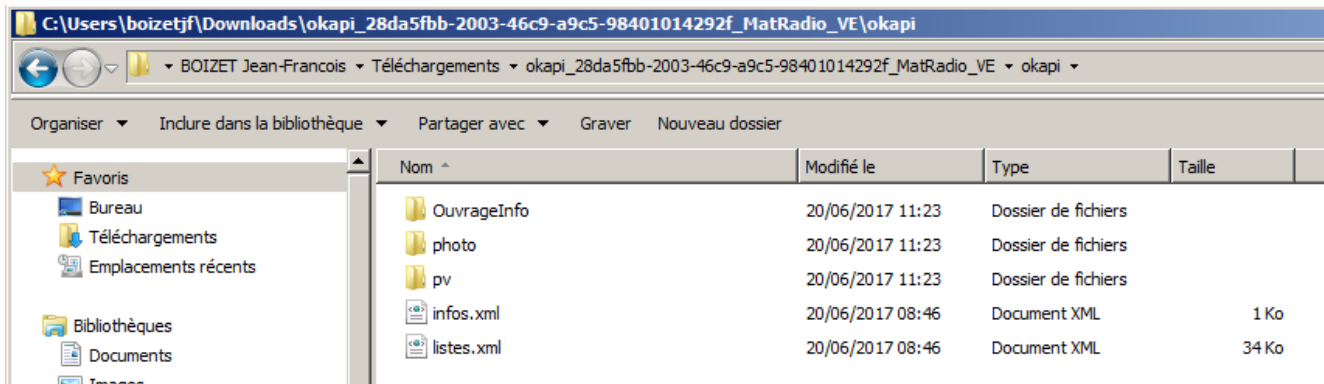 C:\Users\boizetjf\Downloads\okapi_28da5fbb-2003-46c9-a9c5-98401014292f_MatRadio_VE\okapi
BOIZET Jean-Francois Téléchargements okapi_28da5fbb-2003-46c9-a9c5-98401014292f_MatRadio_VE okapi
Organiser Indure dans la bibliothèque Partager avec Graver Nouveau dossier
Nom Modifié le Type Taille
Favoris
Bureau
Téléchargements
Emplacements récents
Bibliothèques
Documents
Images
OuvrageInfo 20/06/2017 11:23 Dossier de fichiers
photo 20/06/2017 11:23 Dossier de fichiers
pv 20/06/2017 11:23 Dossier de fichiers
infos.xml 20/06/2017 08:46 Document XML 1 Ko
listes.xml 20/06/2017 08:46 Document XML 34 Ko